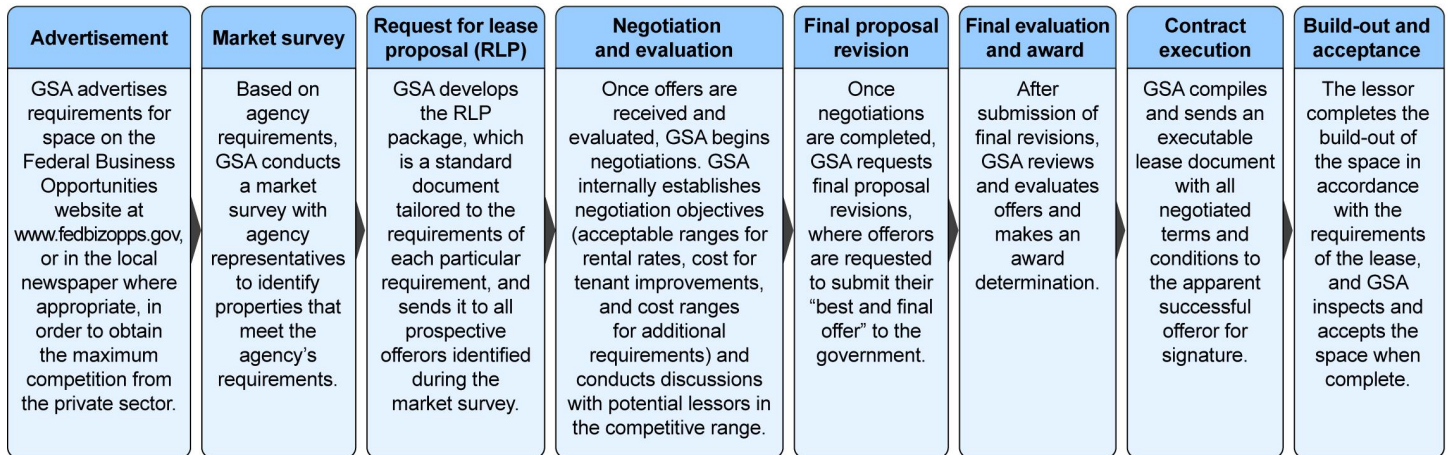 Advertisement
GSA advertises
requirements for
space on the
Federal Business
Opportunities
website at
www.fedbizopps.gov,
or in the local
newspaper where
appropriate, in
order to obtain
the maximum
competition from
the private sector.
Market survey
Based on
agency
requirements,
GSA conducts
a market
survey with
agency
representatives
to identify
properties that
meet the
agency’s
requirements.
Request for lease
proposal (RLP)
GSA develops
the RLP
package, which
is a standard
document
tailored to the
requirements of
each particular
requirement, and
sends it to all
prospective
offerors identified
during the
market survey.
Negotiation
and evaluation
Once offers are
received and
evaluated, GSA begins
negotiations. GSA
internally establishes
negotiation objectives
(acceptable ranges for
rental rates, cost for
tenant improvements,
and cost ranges
for additional
requirements) and
conducts discussions
with potential lessors in
the competitive range.
Final proposal
revision
Once
negotiations
are completed,
GSA requests
final proposal
revisions,
where offerors
are requested
to submit their
“best and final
offer” to the
government.
Final evaluation
and award
After
submission of
final revisions,
GSA reviews
and evaluates
offers and
makes an
award
determination.
Contract
execution
GSA compiles
and sends an
executable
lease document
with all
negotiated
terms and
conditions to
the apparent
successful
offeror for
signature.
Build-out and
acceptance
The lessor
completes the
build-out of
the space in
accordance
with the
requirements
of the lease,
and GSA
inspects and
accepts the
space when
complete.